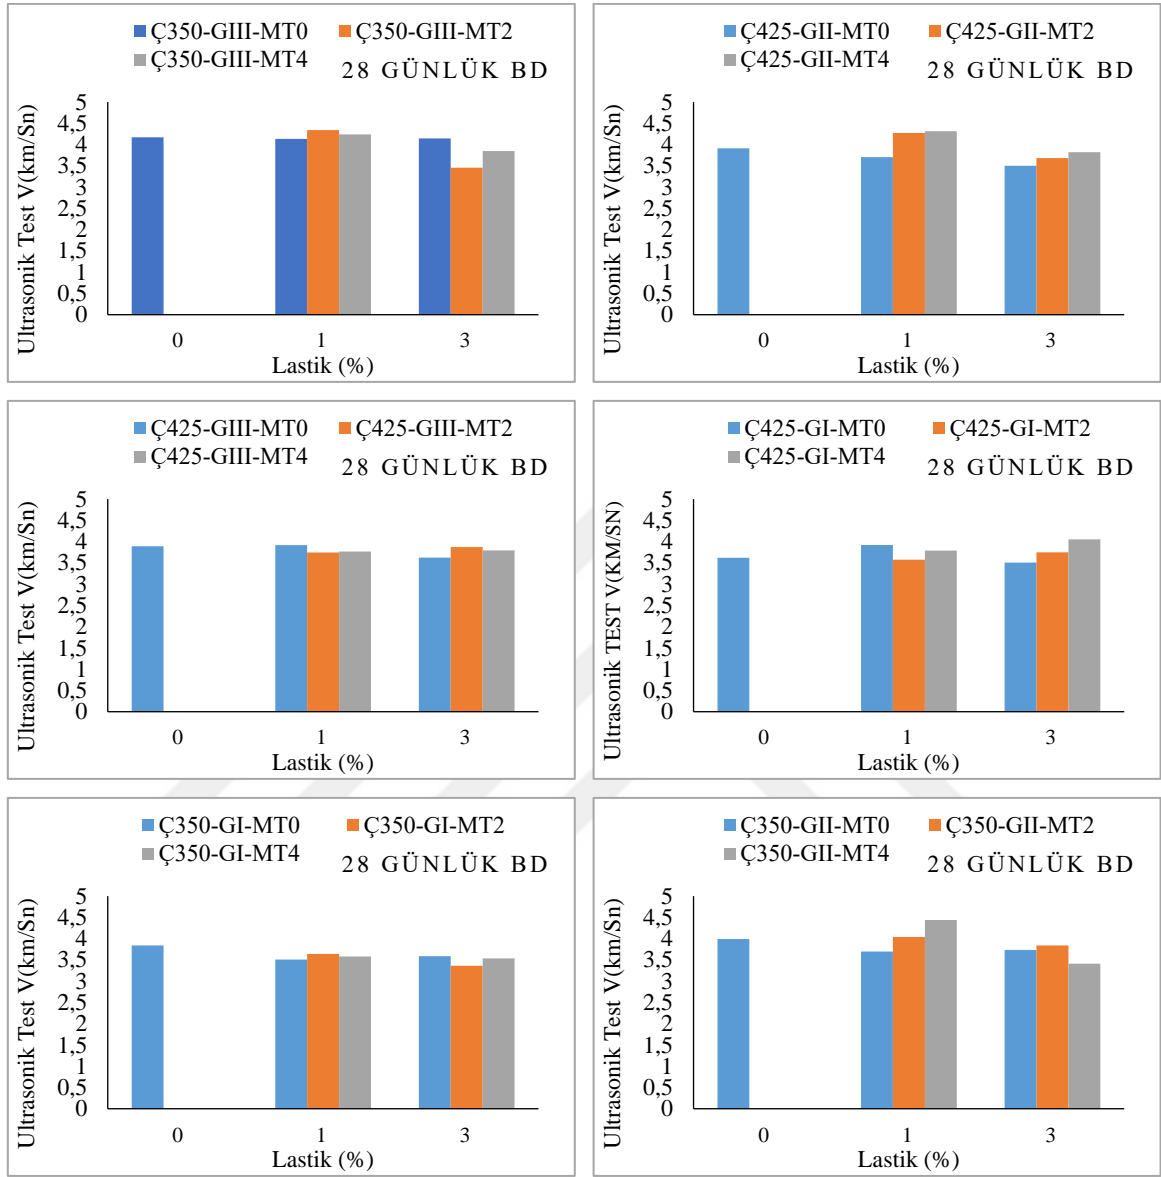 Ç350-GIII-MT0 Ç350-GIII-MT2
Ç350-GIII-MT4
28 GÜNLÜK BD
Ultrasonik Test V(km/Sn)
5
4,5
4
3,5
3
2,5
2
1,5
1
0,5
0
0 1 3
Lastik (%)
Ç425-GII-MT0 Ç425-GII-MT2
Ç425-GII-MT4
28 GÜNLÜK BD
Ultrasonik Test V(km/Sn)
5
4,5
4
3,5
3
2,5
2
1,5
1
0,5
0
0 1 3
Lastik (%)
Ç425-GIII-MT0 Ç425-GIII-MT2
Ç425-GIII-MT4
28 GÜNLÜK BD
Ultrasonik Test V(km/Sn)
5
4,5
4
3,5
3
2,5
2
1,5
1
0,5
0
0 1 3
Lastik (%)
Ç425-GI-MT0 Ç425-GI-MT2
Ç425-GI-MT4
28 GÜNLÜK BD
Ultrasonik TEST V(KM/SN)
5
4,5
4
3,5
3
2,5
2
1,5
1
0,5
0
0 1 3
Lastik (%)
Ç350-GI-MT0 Ç350-GI-MT2
Ç350-GI-MT4
28 GÜNLÜK BD
Ultrasonik Test V(km/Sn)
5
4,5
4
3,5
3
2,5
2
1,5
1
0,5
0
0 1 3
Lastik (%)
Ç350-GII-MT0 Ç350-GII-MT2
Ç350-GII-MT4
28 GÜNLÜK BD
Ultrasonik Test V(km/Sn)
5
4,5
4
3,5
3
2,5
2
1,5
1
0,5
0
0 1 3
Lastik (%)